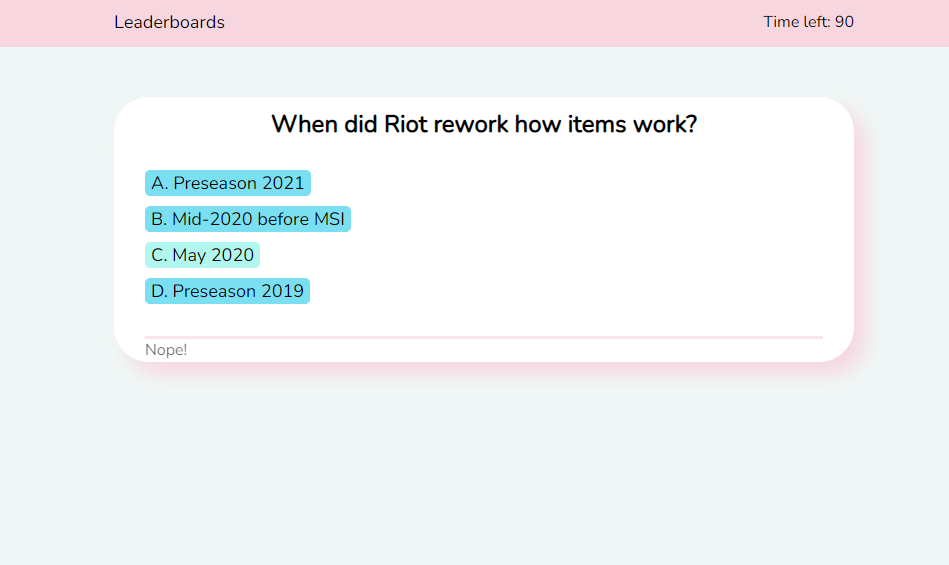 Leaderboards
Time left: 90
When did Riot rework how items work?
A. Preseason 2021
B. Mid-2020 before MSI
C. May 2020
D. Preseason 2019
Nope!